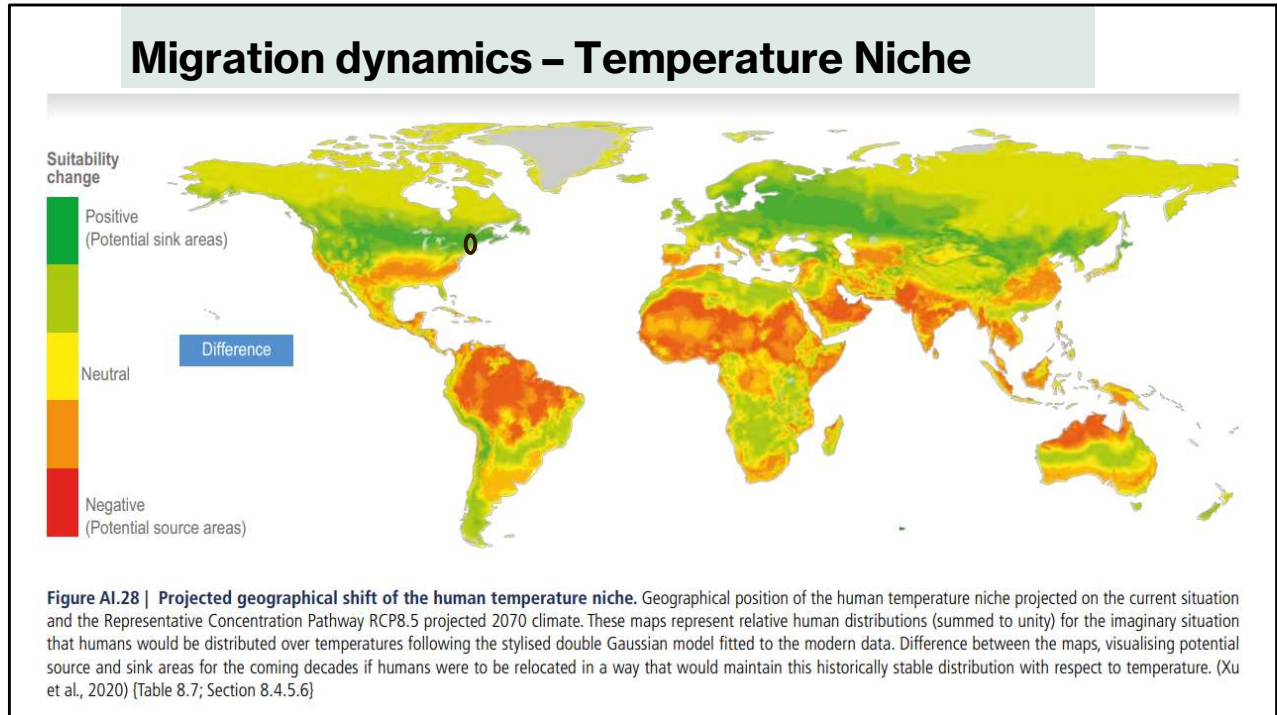 Migration dynamics – Temperature Niche
Suitability
change
Positive
(Potential sink areas)
Difference
Neutral
Negative
(Potential source areas)
Figure AI.28 | Projected geographical shift of the human temperature niche. Geographical position of the human temperature niche projected on the current situation
and the Representative Concentration Pathway RCP8.5 projected 2070 climate. These maps represent relative human distributions (summed to unity) for the imaginary situation
that humans would be distributed over temperatures following the stylised double Gaussian model fitted to the modern data. Difference between the maps, visualising potential
source and sink areas for the coming decades if humans were to be relocated in a way that would maintain this historically stable distribution with respect to temperature. (Xu
et al., 2020) {Table 8.7; Section 8.4.5.6}